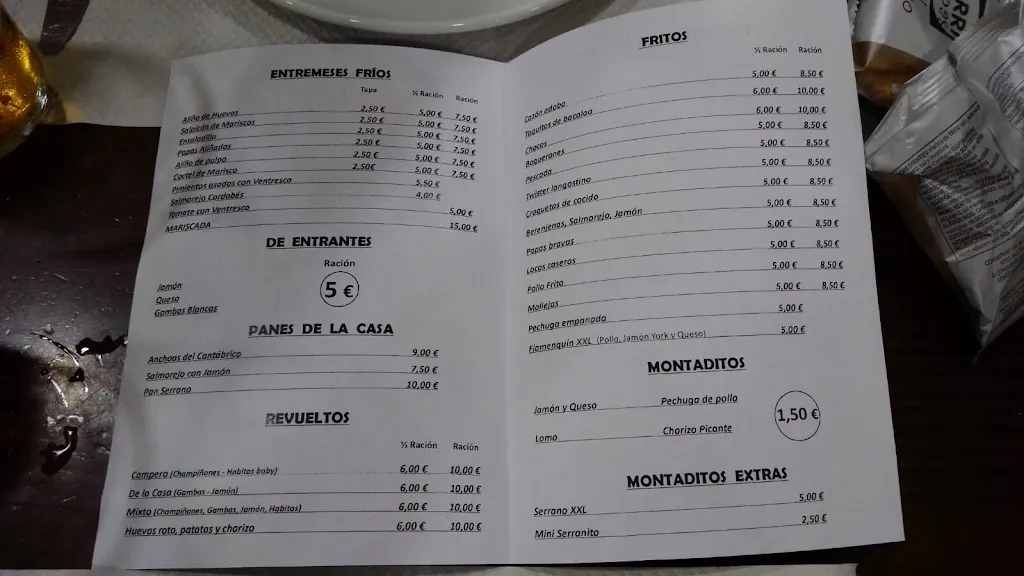 ENTREMESES FRÍOS
Tapa ½ Ración Ración
Aliño de Huevos 2,50 € 5,00 € 7,50 €
Salpicón de Mariscos 2,50 € 5,00 € 7,50 €
Ensaladilla 2,50 € 5,00 € 7,50 €
Papas Aliñadas 2,50 € 5,00 € 7,50 €
Aliño de pulpo 2,50 € 5,00 € 7,50 €
Coctel de Marisco 2,50€ 5,00 € 7,50 €
Pimientos asados con Ventresca 5,50 €
Salmorejo Cordobés 4,00 €
Tomate con Ventresca 5,00 €
MARISCADA 15,00 €
DE ENTRANTES
Ración
Jamón
Queso
Gambas Blancas
5 €
PANES DE LA CASA
Anchoas del Cantábrico 9,00 €
Salmorejo con Jamón 7,50 €
Pan Serrano 10,00 €
REVUELTOS
½ Ración Ración
Campero (Champiñones - Habitas baby) 6,00 € 10,00 €
De la Casa (Gambas - Jamón) 6,00 € 10,00 €
Mixto (Champiñones, Gambas, Jamón, Habitas) 6,00 € 10,00 €
Huevos roto, patatas y chorizo 6,00 € 10,00 €
FRITOS
½ Ración Ración
Cazón adobo 5,00 € 8,50 €
Taquitos de bacalao 6,00 € 10,00 €
Chocos 6,00 € 10,00 €
Boquerones 5,00 € 8,50 €
Pescada 5,00 € 8,50 €
Twister langostino 5,00 € 8,50 €
Croquetas de cocido 5,00 € 8,50 €
Berenjenas, Salmorejo, Jamón 5,00 € 8,50 €
Papas bravas 5,00 € 8,50 €
Locos caseros 5,00 € 8,50 €
Pollo Frito 5,00 € 8,50 €
Mollejas 5,00 € 8,50 €
Pechuga empanada 5,00 €
Flamenquín XXL (Pollo, Jamón York y Queso) 5,00 €
MONTADITOS
Jamón y Queso Pechuga de pollo
Lomo Chorizo Picante
1,50 €
MONTADITOS EXTRAS
Serrano XXL 5,00 €
Mini Serranito 2,50 €